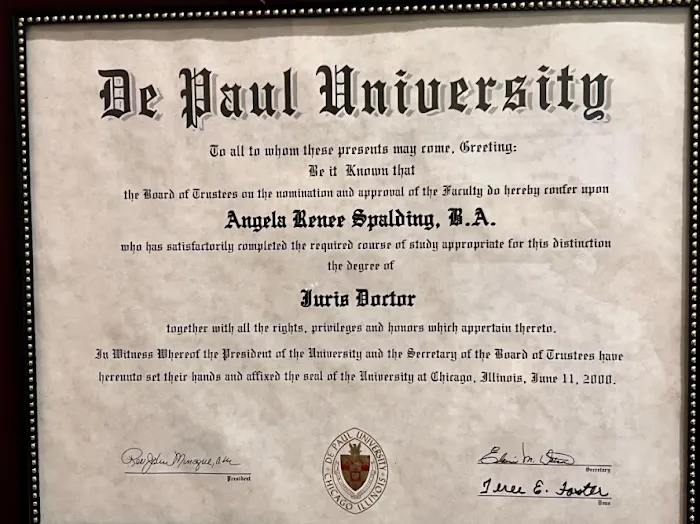 De Paul University
To all to whom these presents may come, Greeting:
Be it Known that
the Board of Trustees on the nomination and approval of the Faculty do hereby confer upon
Angela Renee Spalding, B.A.
who has satisfactorily completed the required course of study appropriate for this distinction
the degree of
Juris Doctor
together with all the rights, privileges and honors which appertain thereto.
In Witness Whereof the President of the University and the Secretary of the Board of Trustees have
hereunto set their hands and affixed the seal of the University at Chicago, Illinois, June 11, 2000.
Rev. John Minogue, c.m.
President
DE PAUL UNIVERSITY
CHICAGO ILLINOIS
Secretary
Teree E. Foster
Dean